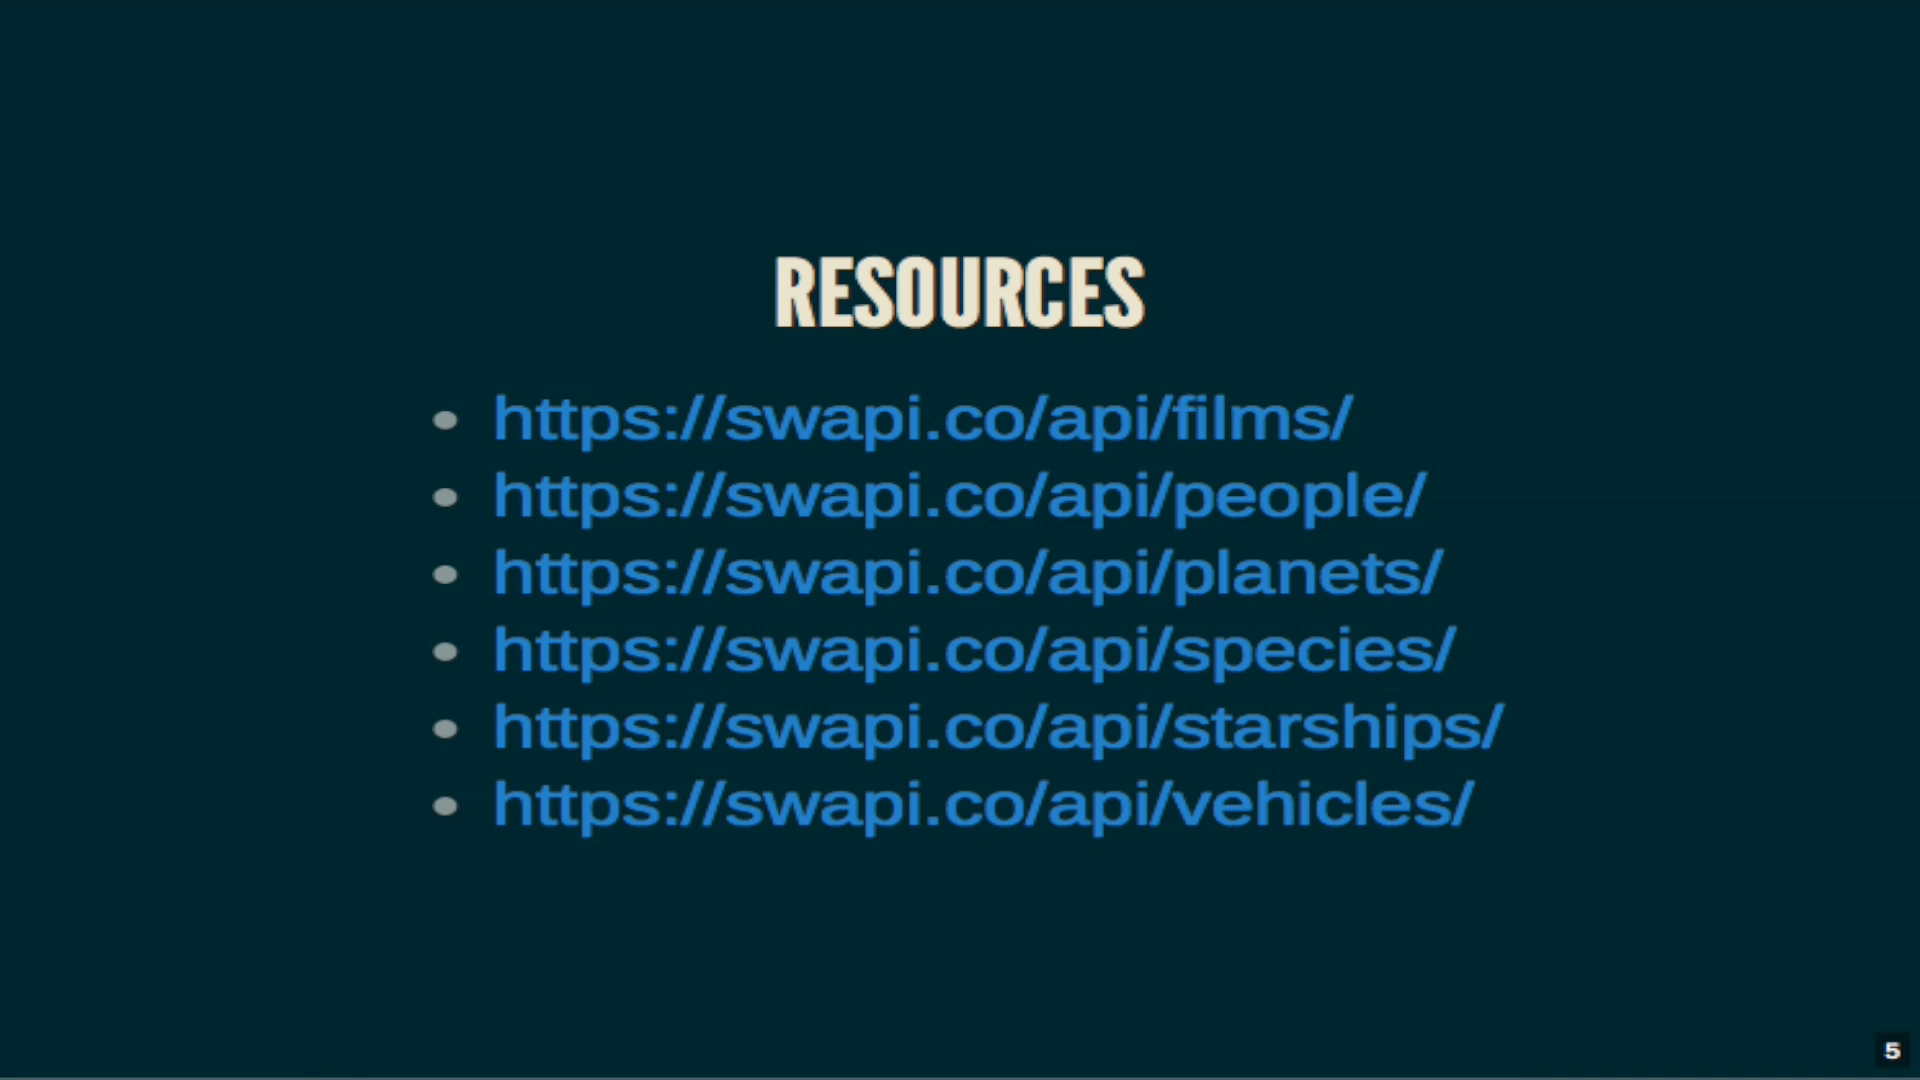 RESOURCES
https://swapi.co/api/films/
https://swapi.co/api/people/
https://swapi.co/api/planets/
https://swapi.co/api/species/
https://swapi.co/api/starships/
https://swapi.co/api/vehicles/
5